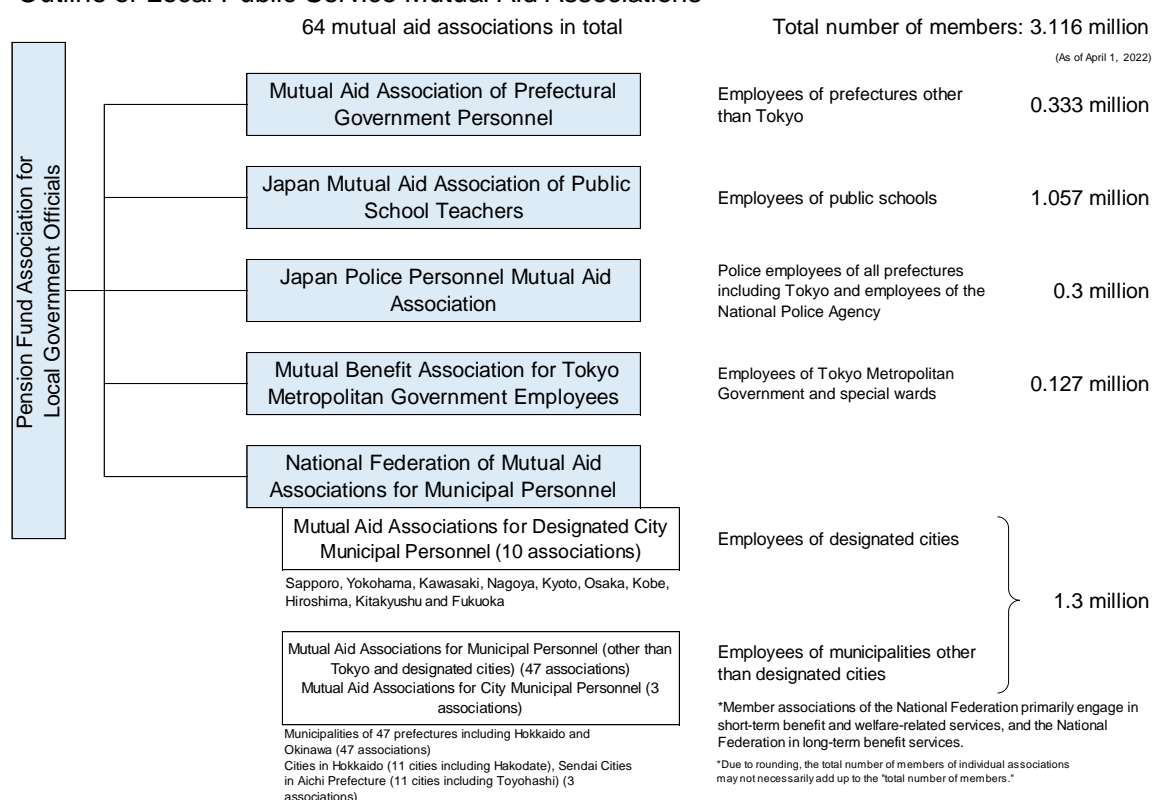 Outline of Local Public Service Mutual Aid Associations
64 mutual aid associations in total
Total number of members: 3.116 million
(As of April 1, 2022)
Pension Fund Association for
Local Government Officials
Mutual Aid Association of Prefectural
Government Personnel
Employees of prefectures other
than Tokyo
0.333 million
Japan Mutual Aid Association of Public
School Teachers
Employees of public schools
1.057 million
Japan Police Personnel Mutual Aid
Association
Police employees of all prefectures
including Tokyo and employees of the
National Police Agency
0.3 million
Mutual Benefit Association for Tokyo
Metropolitan Government Employees
Employees of Tokyo Metropolitan
Government and special wards
0.127 million
National Federation of Mutual Aid
Associations for Municipal Personnel
Mutual Aid Associations for Designated City
Municipal Personnel (10 associations)
Employees of designated cities
Sapporo, Yokohama, Kawasaki, Nagoya, Kyoto, Osaka, Kobe,
Hiroshima, Kitakyushu and Fukuoka
1.3 million
Mutual Aid Associations for Municipal Personnel (other than
Tokyo and designated cities) (47 associations)
Mutual Aid Associations for City Municipal Personnel (3
associations)
Employees of municipalities other
than designated cities
Municipalities of 47 prefectures including Hokkaido and
Okinawa (47 associations)
Cities in Hokkaido (11 cities including Hakodate), Sendai Cities
in Aichi Prefecture (11 cities including Toyohashi) (3
associations)
*Member associations of the National Federation primarily engage in
short-term benefit and welfare-related services, and the National
Federation in long-term benefit services.
*Due to rounding, the total number of members of individual associations
may not necessarily add up to the "total number of members."